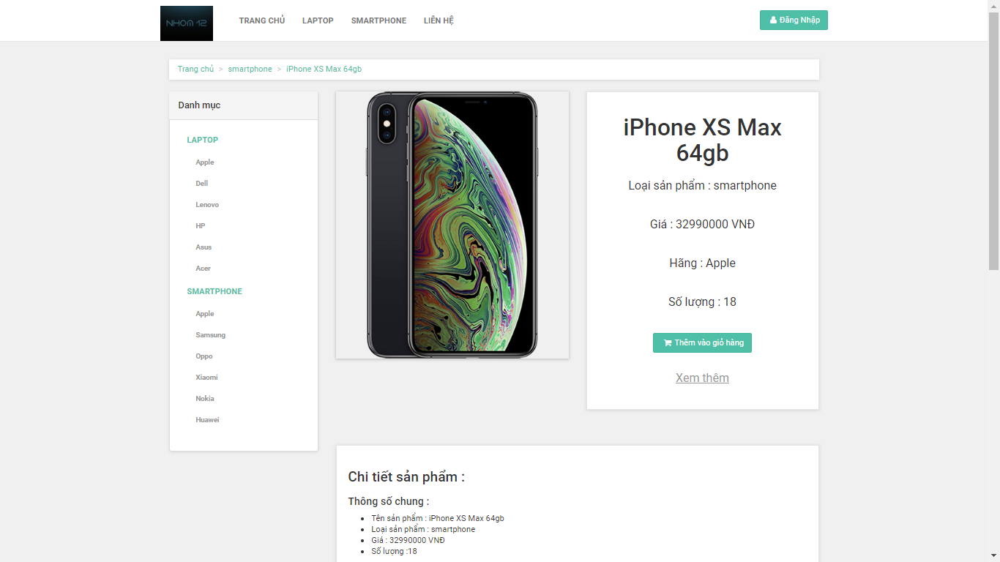 NHOM 12
TRANG CHỦ
LAPTOP
SMARTPHONE
LIÊN HỆ
Đăng Nhập
Trang chủ > smartphone > iPhone XS Max 64gb
Danh mục
LAPTOP
Apple
Dell
Lenovo
HP
Asus
Acer
SMARTPHONE
Apple
Samsung
Oppo
Xiaomi
Nokia
Huawei
iPhone XS Max
64gb
Loại sản phẩm : smartphone
Giá : 32990000 VNĐ
Hãng : Apple
Số lượng : 18
Thêm vào giỏ hàng
Xem thêm
Chi tiết sản phẩm :
Thông số chung :
Tên sản phẩm : iPhone XS Max 64gb
Loại sản phẩm : smartphone
Giá : 32990000 VNĐ
Số lượng :18